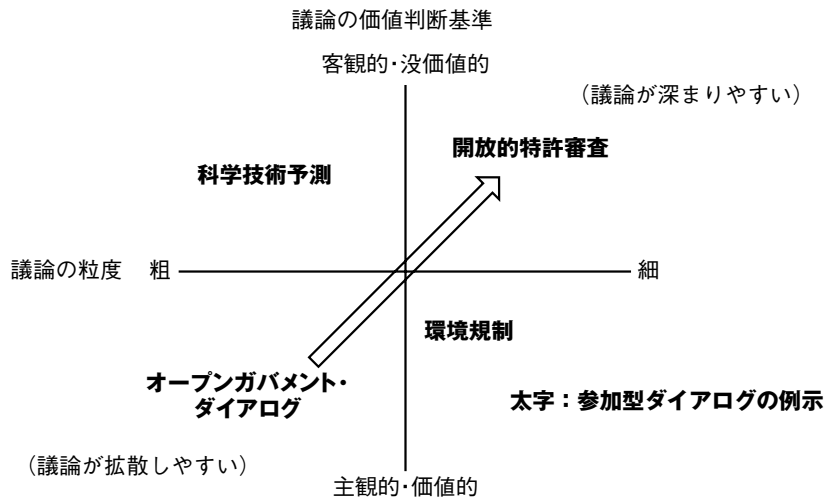 議論の価値判断基準
客観的・没価値的
（議論が深まりやすい）
開放的特許審査
科学技術予測
議論の粒度　粗
細
環境規制
オープンガバメント・
ダイアログ
太字：参加型ダイアログの例示
（議論が拡散しやすい）
主観的・価値的